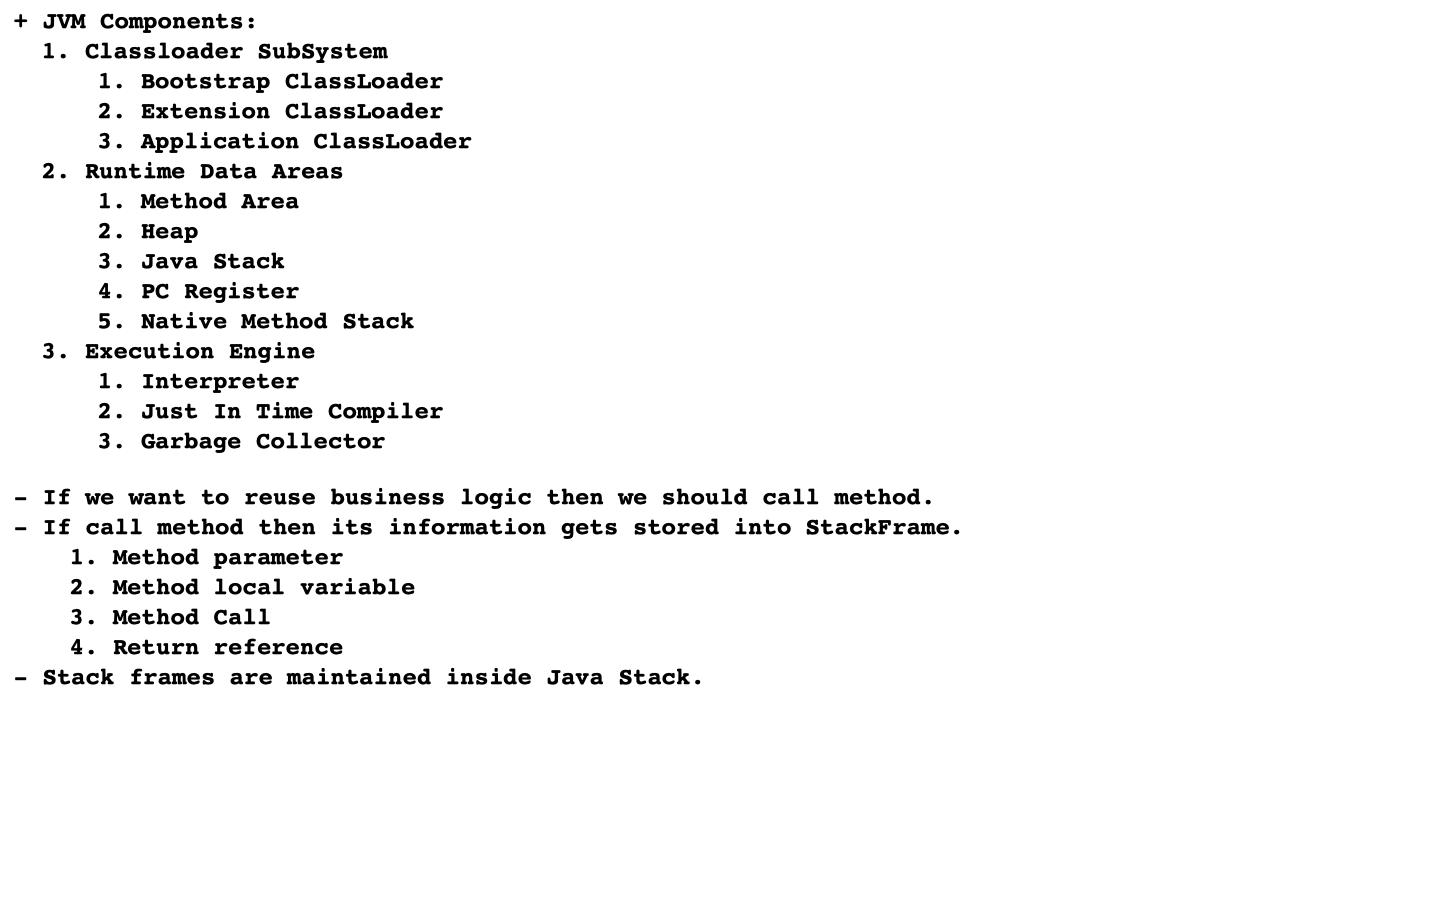 + JVM Components:
1. Classloader SubSystem
1. Bootstrap ClassLoader
2. Extension ClassLoader
3. Application ClassLoader
2. Runtime Data Areas
1. Method Area
2. Heap
3. Java Stack
4. PC Register
5. Native Method Stack
3. Execution Engine
1. Interpreter
2. Just In Time Compiler
3. Garbage Collector
- If we want to reuse business logic then we should call method.
- If call method then its information gets stored into StackFrame.
1. Method parameter
2. Method local variable
3. Method Call
4. Return reference
- Stack frames are maintained inside Java Stack.